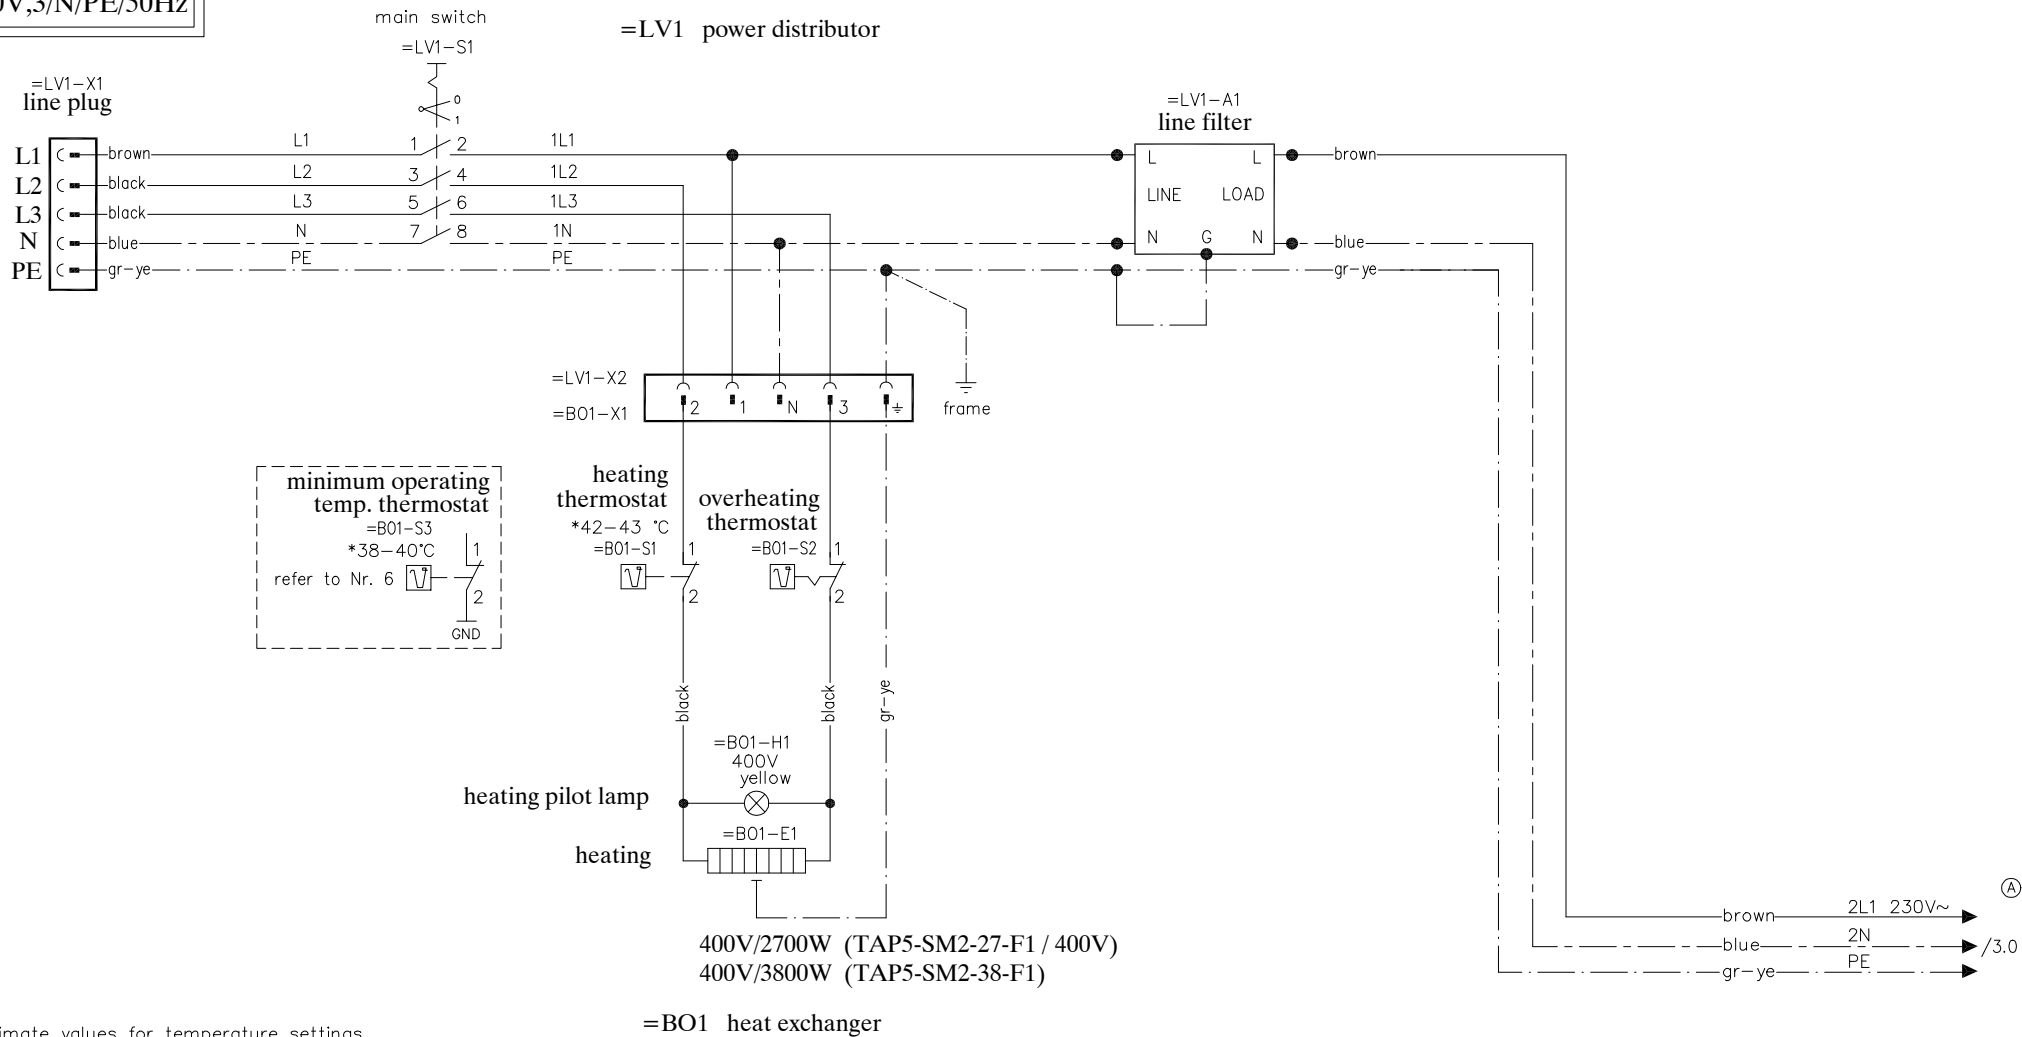 V,3/N/PE/50Hz
main switch
=LV1-S1
=LV1 power distributor
=LV1-X1
line plug
0
1
=LV1-A1
line filter
L1 brown L1 1 2 1L1 L L brown
L2 black L2 3 4 1L2
LINE LOAD
L3 black L3 5 6 1L3
N blue N 7 8 1N N G N blue
PE gr-ye PE PE gr-ye
=LV1-X2
=B01-X1
2 1 N 3
frame
minimum operating
temp. thermostat
=B01-S3
*38-40°C
refer to Nr. 6
1
2
GND
heating
thermostat
*42-43 °C
=B01-S1
1
2
overheating
thermostat
=B01-S2
1
2
black
black
gr-ye
=B01-H1
400V
yellow
heating pilot lamp
=B01-E1
heating
A
brown 2L1 230V~
blue 2N /3.0
gr-ye PE
400V/2700W (TAP5-SM2-27-F1 / 400V)
400V/3800W (TAP5-SM2-38-F1)
=BO1 heat exchanger
imate values for temperature settings